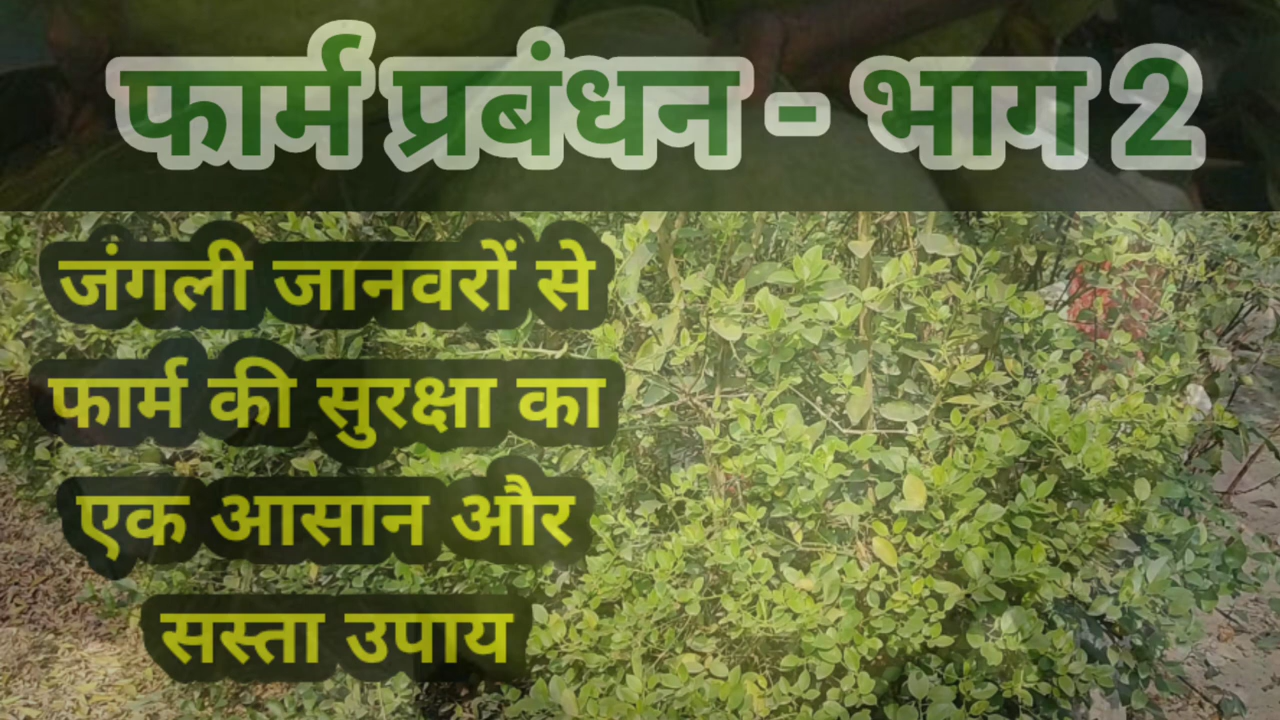 फार्म प्रबंधन - भाग 2
जंगली जानवरों से
फार्म की सुरक्षा का
एक आसान और
सस्ता उपाय